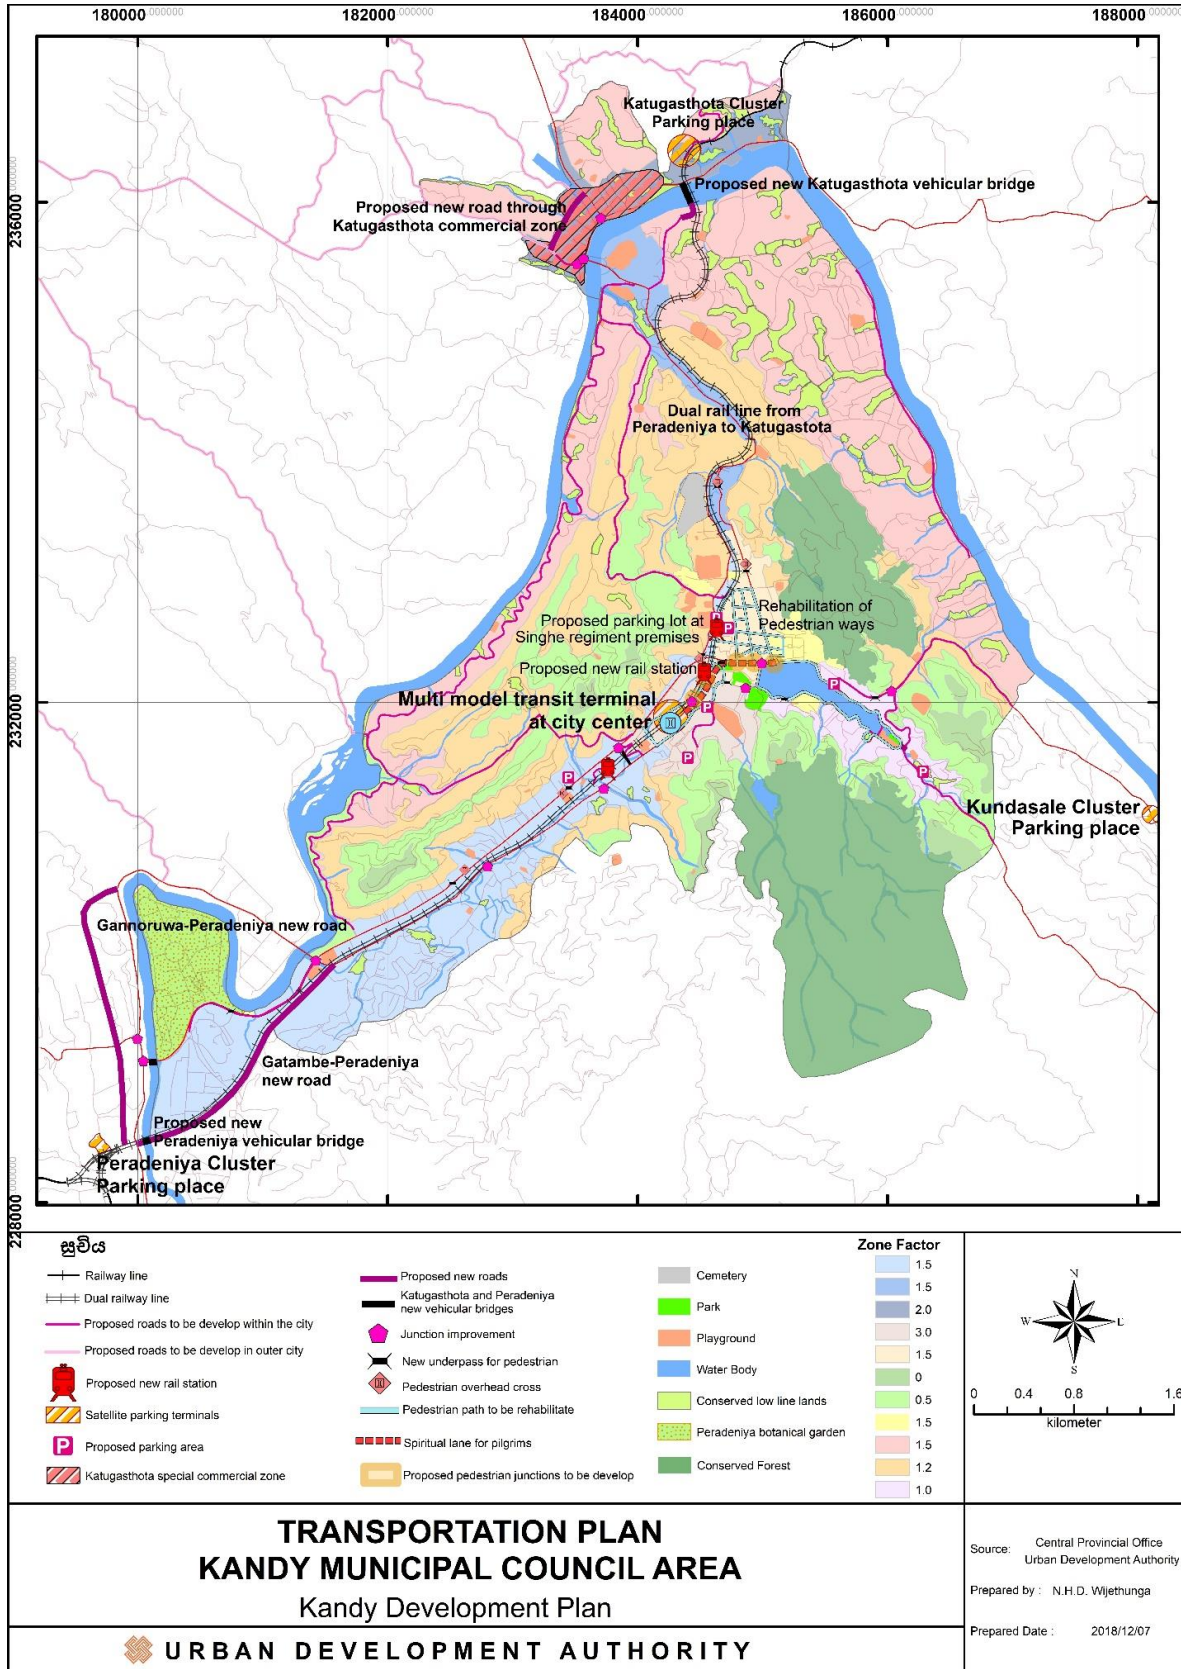 180000.000000
182000.000000
184000.000000
186000.000000
188000.000000
236000.000000
232000.000000
228000.000000
Katugasthota Cluster
Parking place
Proposed new Katugasthota vehicular bridge
Proposed new road through
Katugasthota commercial zone
Dual rail line from
Peradeniya to Katugastota
Rehabilitation of
Pedestrian ways
Proposed parking lot at
Singhe regiment premises
Proposed new rail station
Multi model transit terminal
at city center
Kundasale Cluster
Parking place
Gannoruwa-Peradeniya new road
Gatambe-Peradeniya
new road
Proposed new
Peradeniya vehicular bridge
Peradeniya Cluster
Parking place
සූචිය
Railway line
Dual railway line
Proposed roads to be develop within the city
Proposed roads to be develop in outer city
Proposed new rail station
Satellite parking terminals
P Proposed parking area
Katugasthota special commercial zone
Proposed new roads
Katugasthota and Peradeniya
new vehicular bridges
Junction improvement
New underpass for pedestrian
Pedestrian overhead cross
Pedestrian path to be rehabilitate
Spiritual lane for pilgrims
Proposed pedestrian junctions to be develop
Cemetery
Park
Playground
Water Body
Conserved low line lands
Peradeniya botanical garden
Conserved Forest
Zone Factor
1.5
1.5
2.0
3.0
1.5
0
0.5
1.5
1.5
1.2
1.0
N
W E
S
0 0.4 0.8 1.6
kilometer
TRANSPORTATION PLAN
KANDY MUNICIPAL COUNCIL AREA
Kandy Development Plan
URBAN DEVELOPMENT AUTHORITY
Source: Central Provincial Office
Urban Development Authority
Prepared by : N.H.D. Wijethunga
Prepared Date : 2018/12/07